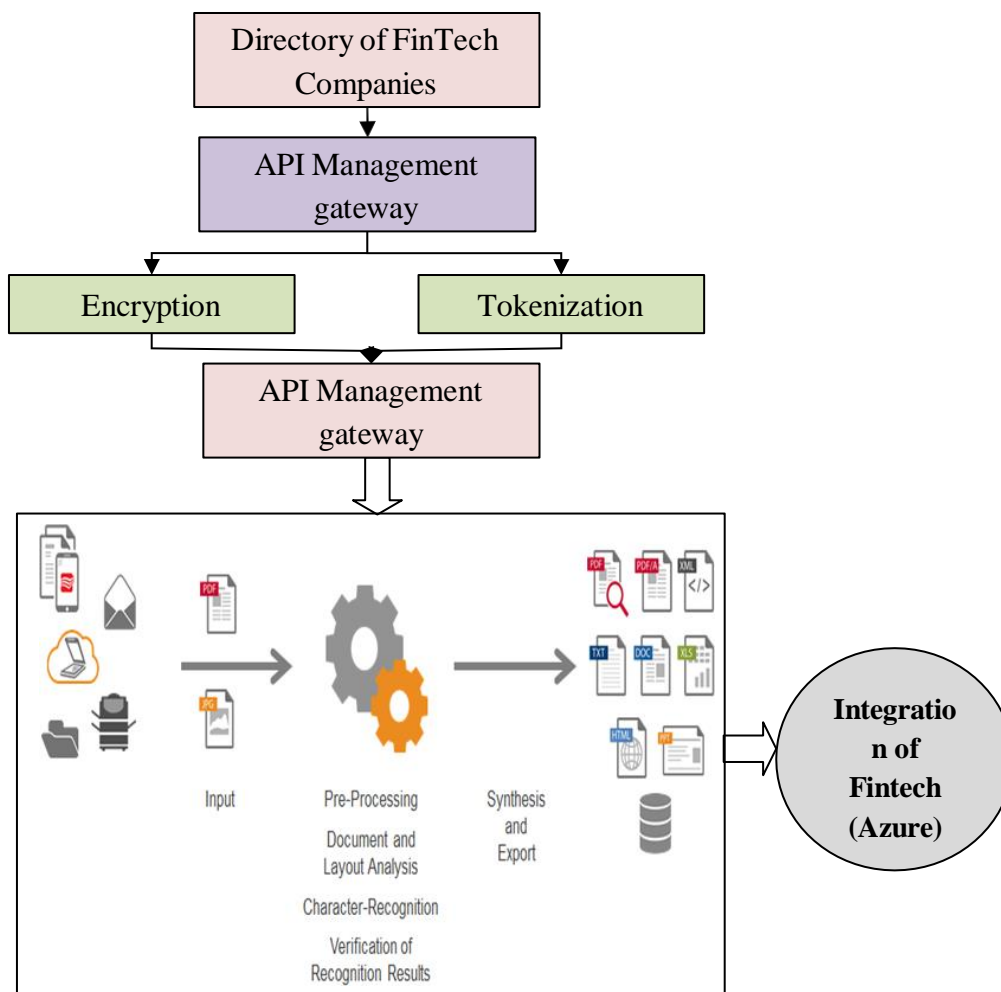 Directory of FinTech
Companies
API Management
gateway
Encryption
Tokenization
API Management
gateway
PDF
JPG
Input
Pre-Processing
Document and
Layout Analysis
Character-Recognition
Verification of
Recognition Results
Synthesis
and
Export
PDF
PDF/A
XML
</>
TXT
DOC
XLS
HTML
PPT
Integratio
n of
Fintech
(Azure)